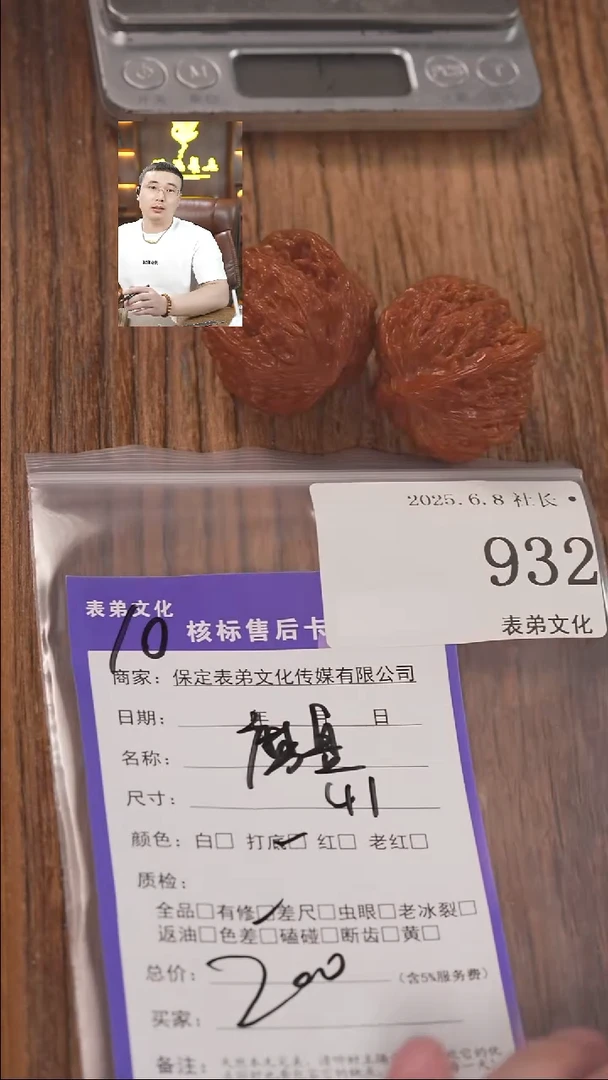 M
2025.6.8 社长
932
表弟文化
表弟文化
10
核标售后卡
商家：保定表弟文化传媒有限公司
日期： 年 月 日
名称：
尺寸： 41
颜色：白□ 打底□ 红□ 老红□
质检：
全品□有修□差尺□虫眼□老冰裂□
返油□色差□磕碰□断齿□黄□
总价： 200 （含5%服务费）
买家：
备注：